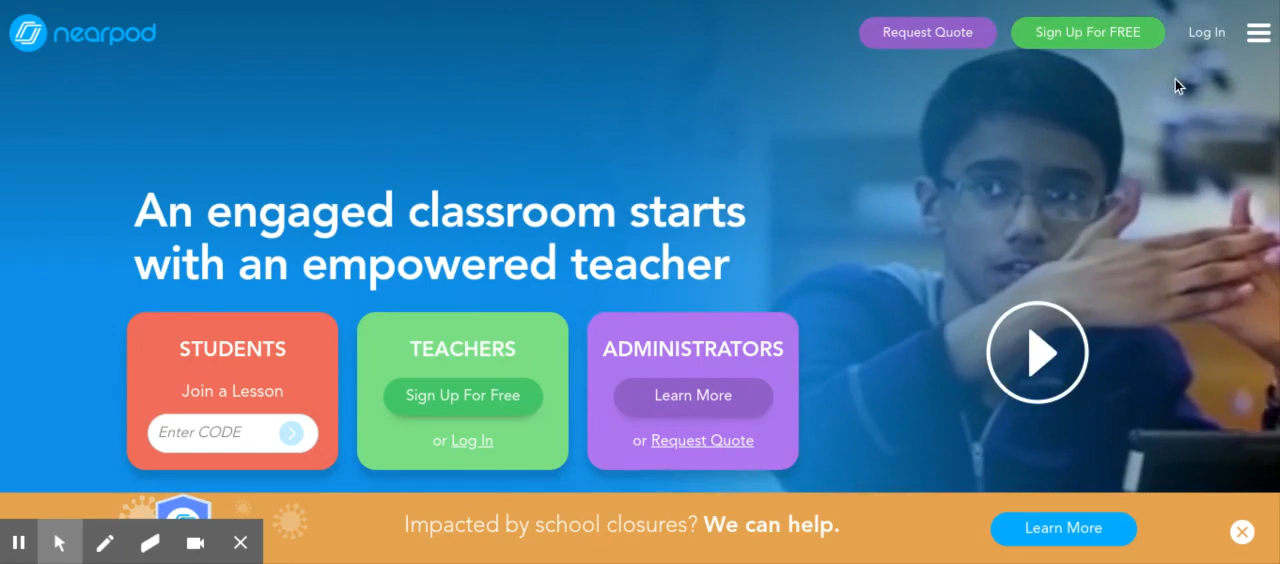 nearpod
Request Quote
Sign Up For FREE
Log In
An engaged classroom starts
with an empowered teacher
STUDENTS
Join a Lesson
Enter CODE
TEACHERS
Sign Up For Free
or Log In
ADMINISTRATORS
Learn More
or Request Quote
Impacted by school closures? We can help.
Learn More